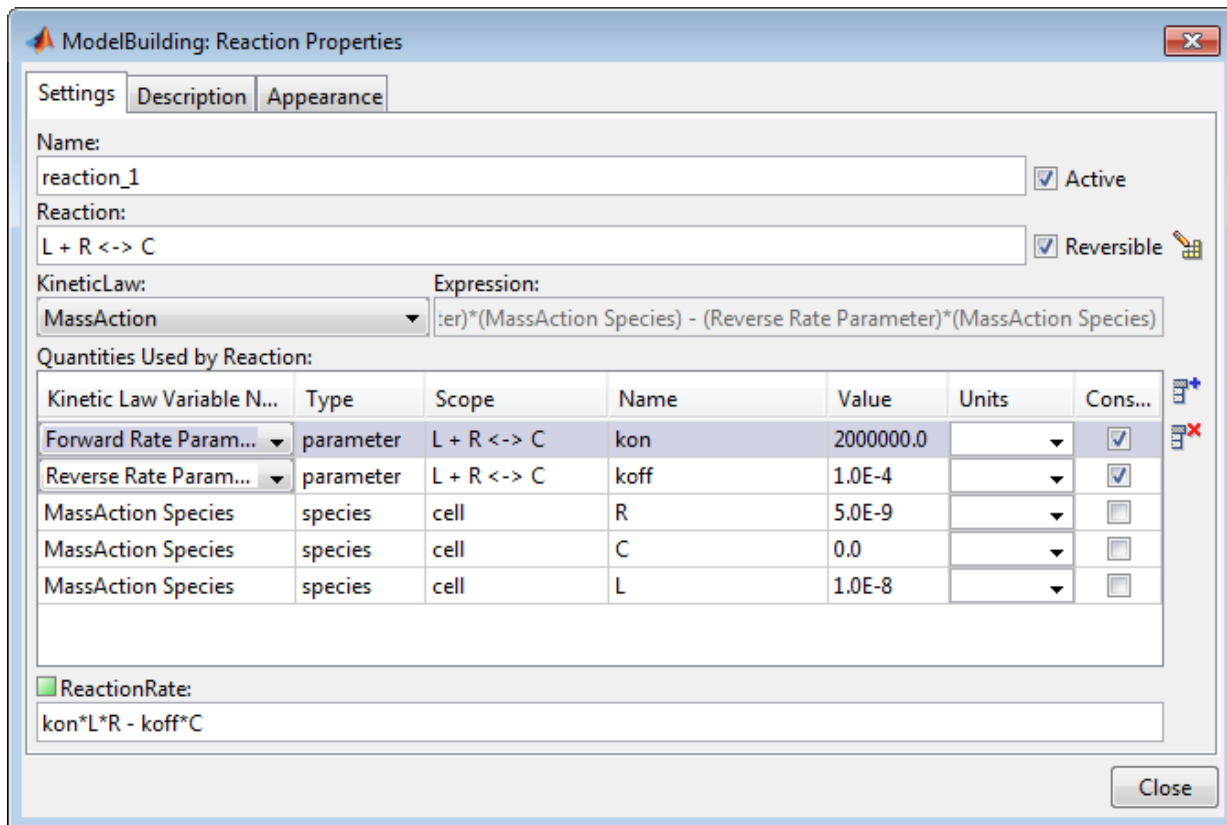 ModelBuilding: Reaction Properties
Settings Description Appearance
Name:
reaction_1 Active
Reaction:
L + R <-> C Reversible
KineticLaw: Expression:
MassAction :er)*(MassAction Species) - (Reverse Rate Parameter)*(MassAction Species)
Quantities Used by Reaction:
Kinetic Law Variable N... Type Scope Name Value Units Cons...
Forward Rate Param... parameter L + R <-> C kon 2000000.0
Reverse Rate Param... parameter L + R <-> C koff 1.0E-4
MassAction Species species cell R 5.0E-9
MassAction Species species cell C 0.0
MassAction Species species cell L 1.0E-8
ReactionRate:
kon*L*R - koff*C
Close